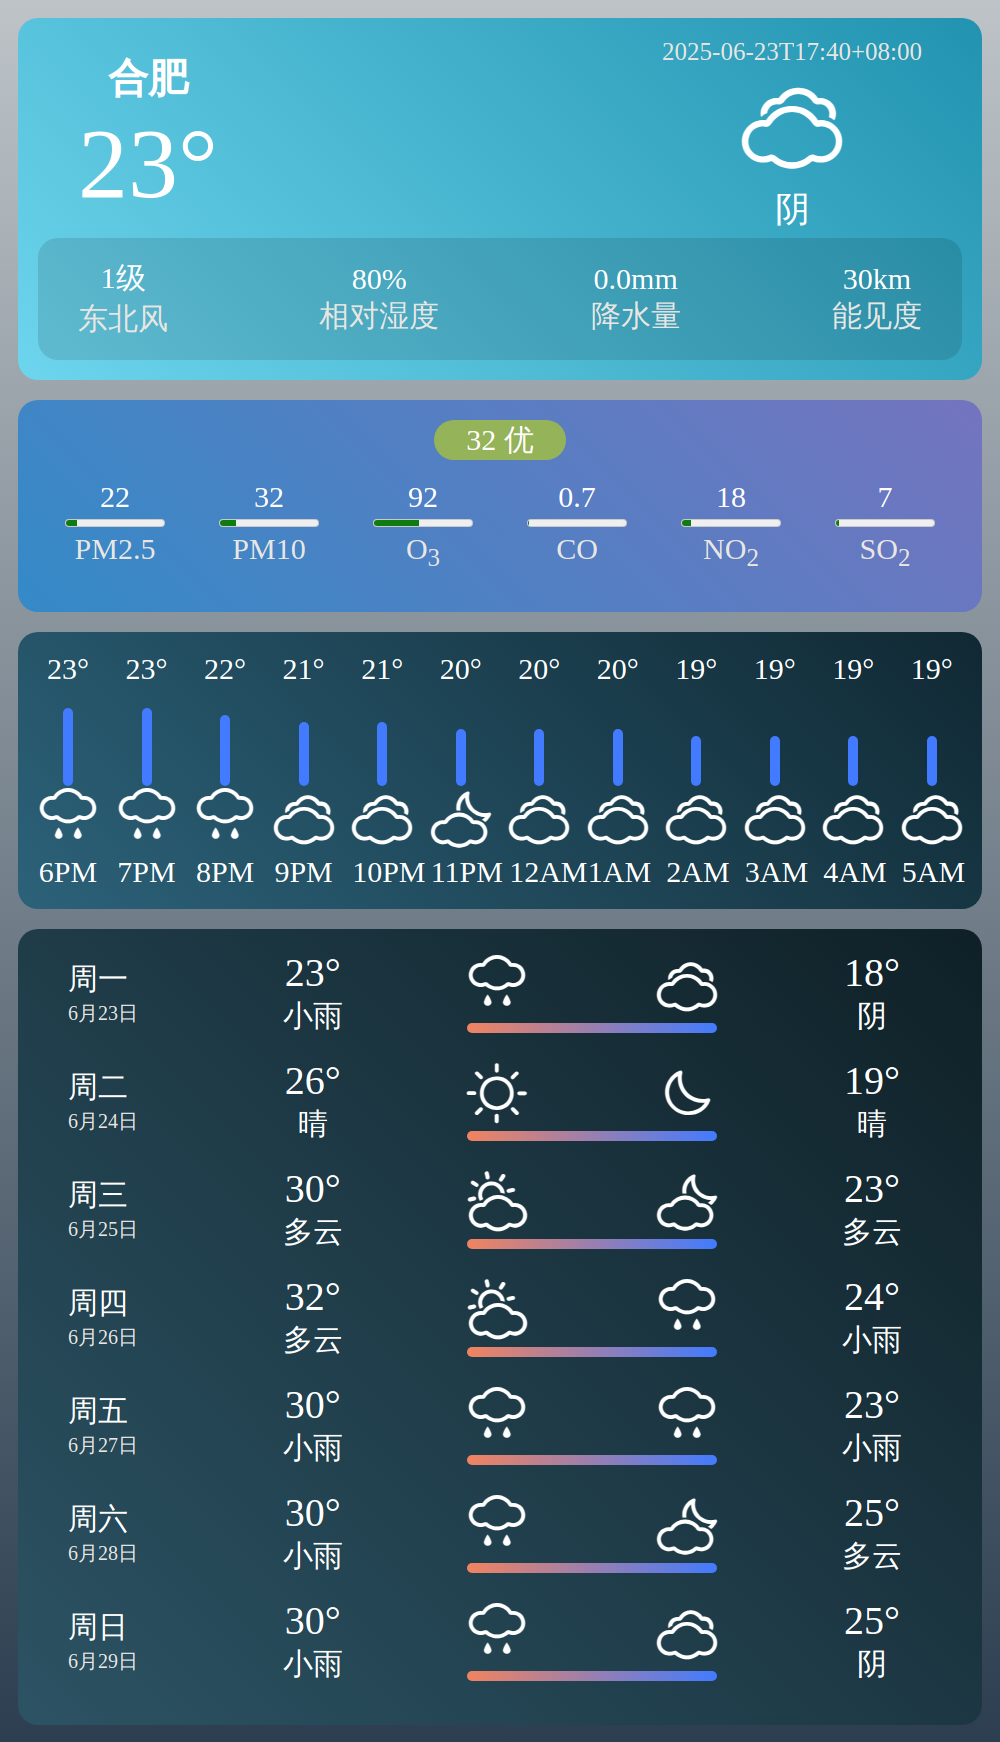 合肥
23°
2025-06-23T17:40+08:00
阴
1级 80% 0.0mm 30km
东北风 相对湿度 降水量 能见度
32 优
22 32 92 0.7 18 7
PM2.5 PM10 O3 CO NO2 SO2
23° 23° 22° 21° 21° 20° 20° 20° 19° 19° 19° 19°
6PM 7PM 8PM 9PM 10PM 11PM 12AM 1AM 2AM 3AM 4AM 5AM
周一 23° 18°
6月23日 小雨 阴
周二 26° 19°
6月24日 晴 晴
周三 30° 23°
6月25日 多云 多云
周四 32° 24°
6月26日 多云 小雨
周五 30° 23°
6月27日 小雨 小雨
周六 30° 25°
6月28日 小雨 多云
周日 30° 25°
6月29日 小雨 阴